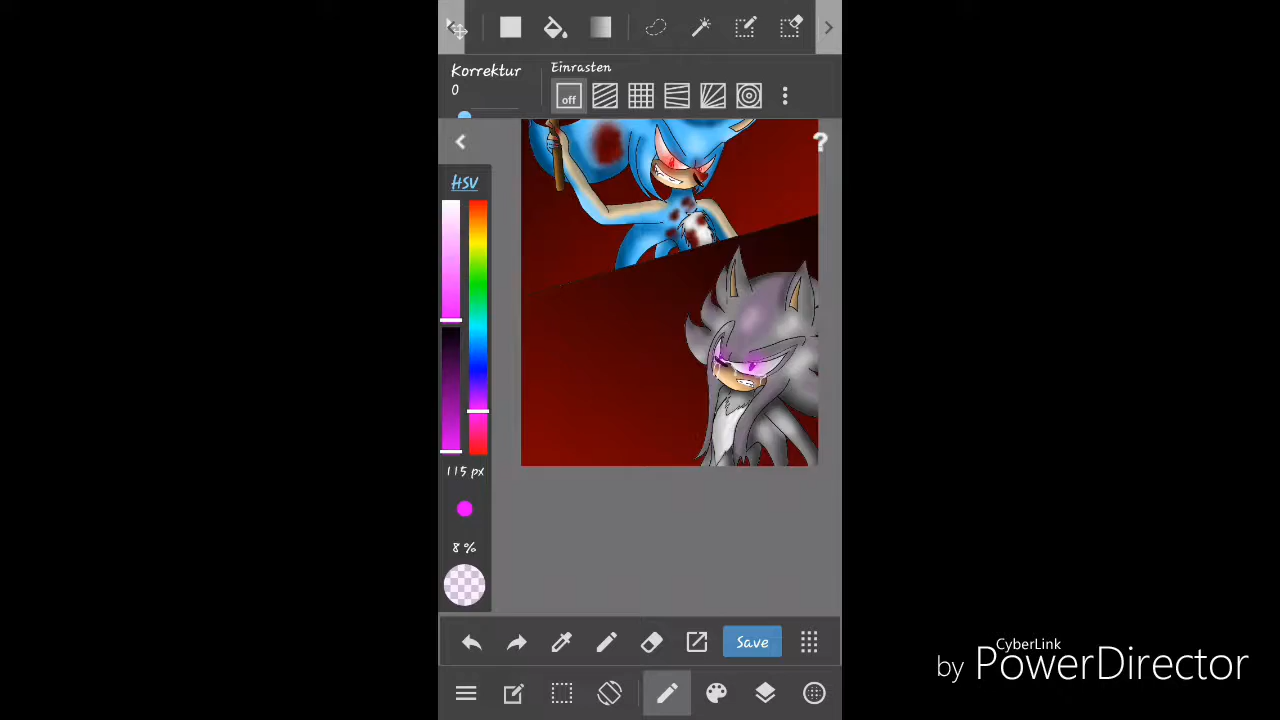 Korrektur
0
Einrasten
off
?
HSV
115 px
8 %
Save
CyberLink
by PowerDirector